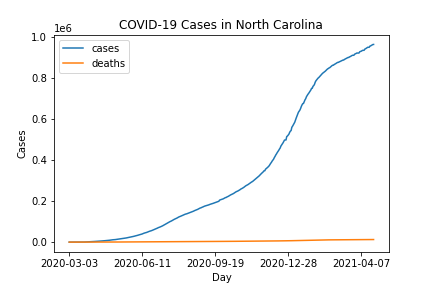 COVID-19 Cases in North Carolina
1e6
cases
deaths
1.0
0.8
0.6
0.4
0.2
0.0
Cases
2020-03-03 2020-06-11 2020-09-19 2020-12-28 2021-04-07
Day